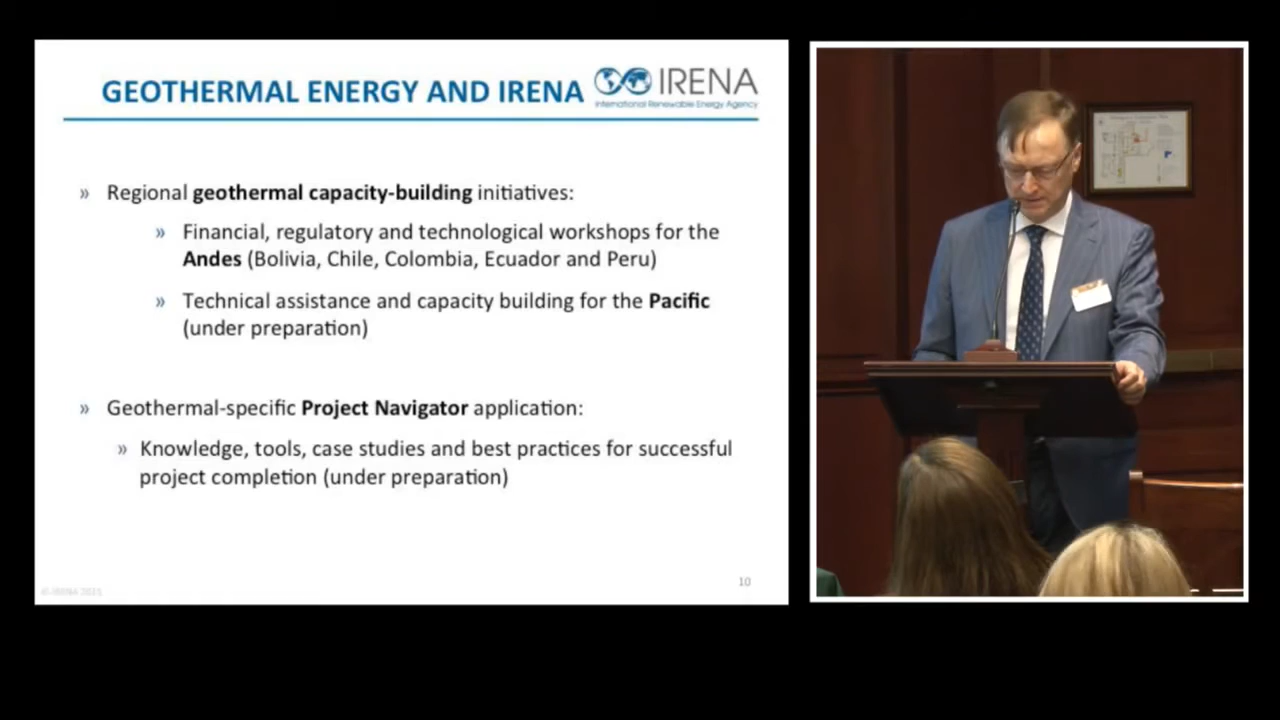 GEOTHERMAL ENERGY AND IRENA
IRENA
International Renewable Energy Agency
» Regional geothermal capacity-building initiatives:
» Financial, regulatory and technological workshops for the
Andes (Bolivia, Chile, Colombia, Ecuador and Peru)
» Technical assistance and capacity building for the Pacific
(under preparation)
» Geothermal-specific Project Navigator application:
» Knowledge, tools, case studies and best practices for successful
project completion (under preparation)
10